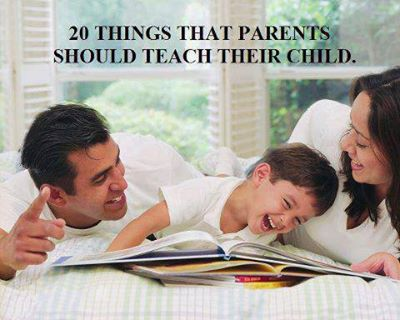 20 THINGS THAT PARENTS
SHOULD TEACH THEIR CHILD.